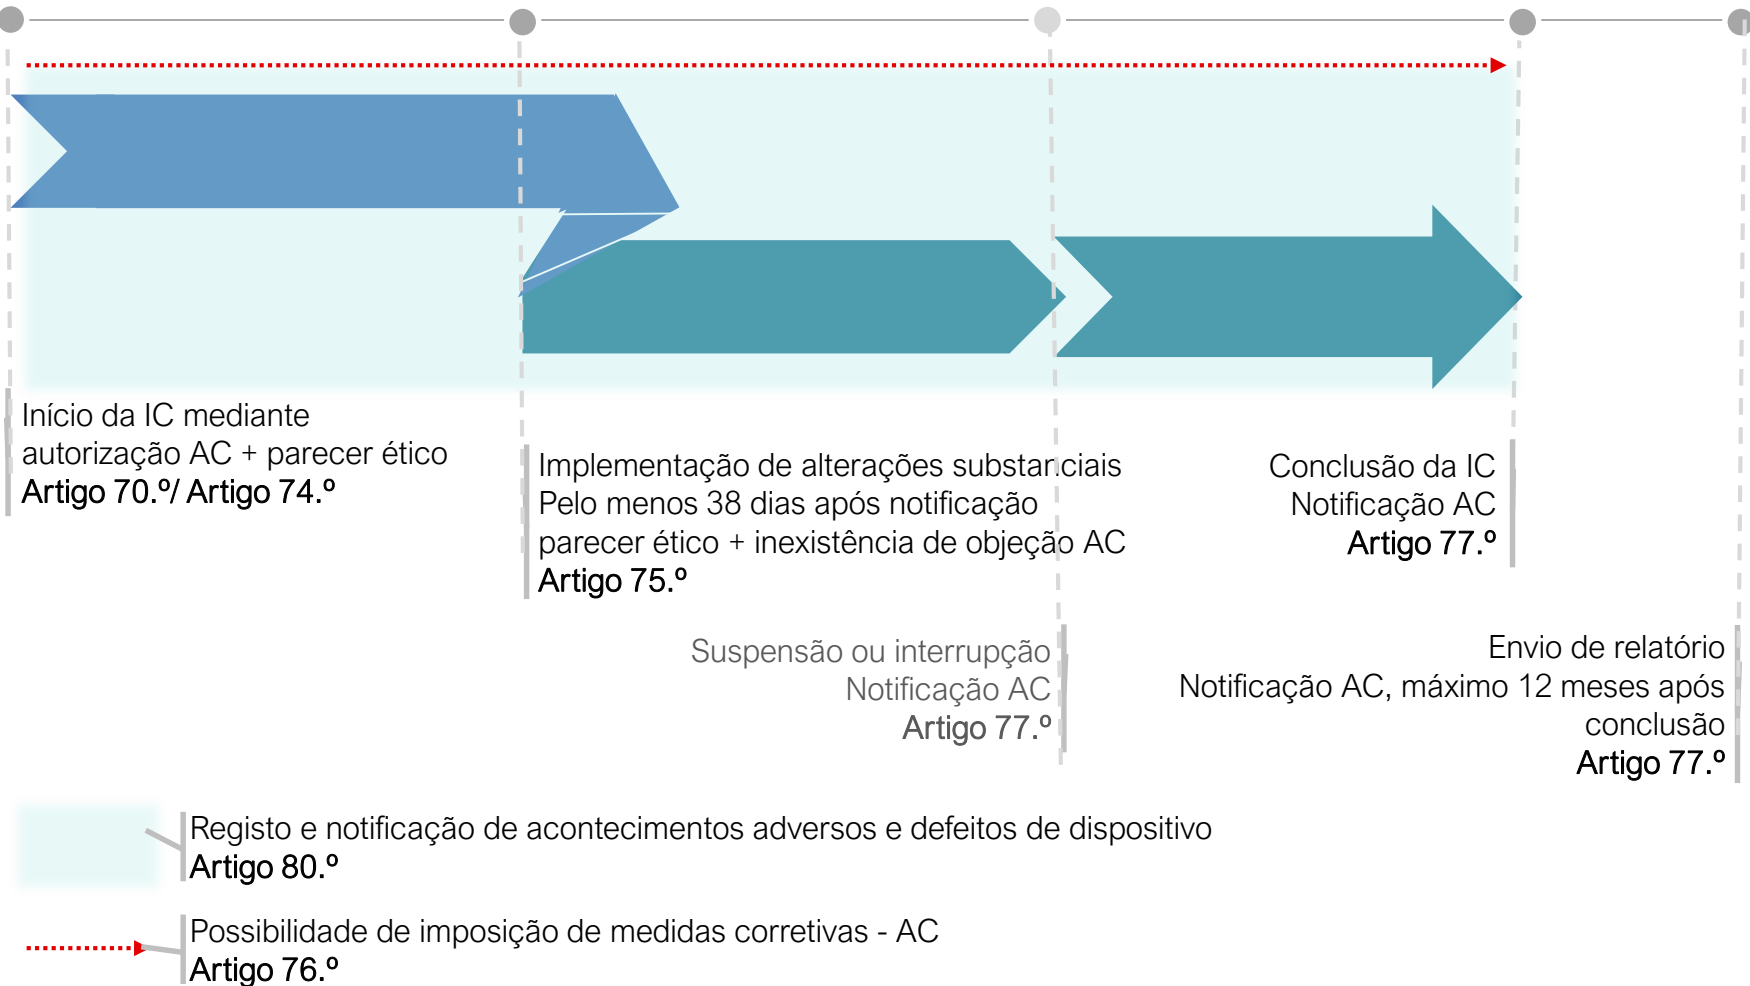 Início da IC mediante
autorização AC + parecer ético
Artigo 70.º/ Artigo 74.º
Implementação de alterações substanciais
Pelo menos 38 dias após notificação
parecer ético + inexistência de objeção AC
Artigo 75.º
Conclusão da IC
Notificação AC
Artigo 77.º
Suspensão ou interrupção
Notificação AC
Artigo 77.º
Envio de relatório
Notificação AC, máximo 12 meses após
conclusão
Artigo 77.º
Registo e notificação de acontecimentos adversos e defeitos de dispositivo
Artigo 80.º
Possibilidade de imposição de medidas corretivas - AC
Artigo 76.º